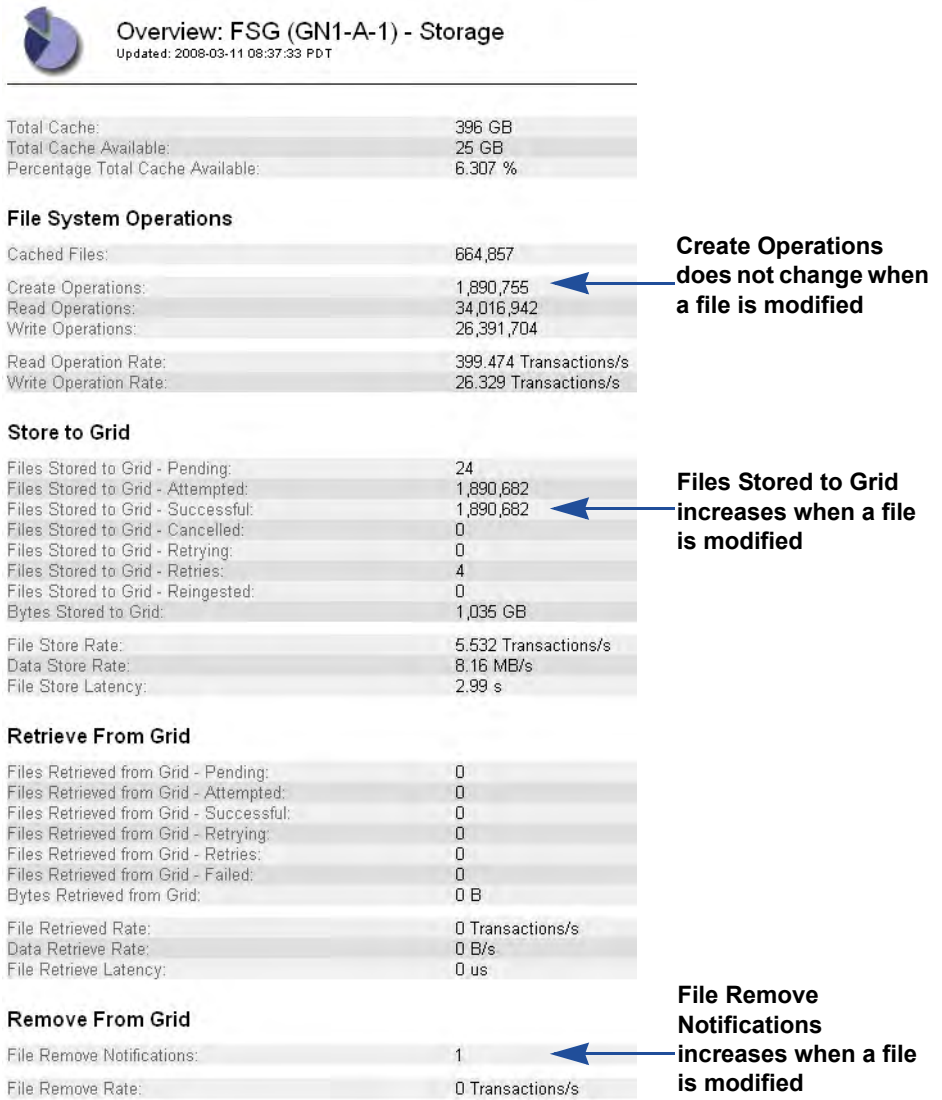 Overview: FSG (GN1-A-1) - Storage
Updated: 2008-03-11 08:37:33 PDT
Total Cache: 396 GB
Total Cache Available: 25 GB
Percentage Total Cache Available: 6.307 %
File System Operations
Cached Files: 664,857
Create Operations: 1,890,755
Read Operations: 34,016,942
Write Operations: 26,391,704
Create Operations
does not change when
a file is modified
Read Operation Rate: 399.474 Transactions/s
Write Operation Rate: 26.329 Transactions/s
Store to Grid
Files Stored to Grid - Pending: 24
Files Stored to Grid - Attempted: 1,890,682
Files Stored to Grid - Successful: 1,890,682
Files Stored to Grid - Cancelled: 0
Files Stored to Grid - Retrying: 0
Files Stored to Grid - Retries: 4
Files Stored to Grid - Reingested: 0
Bytes Stored to Grid: 1,035 GB
Files Stored to Grid
increases when a file
is modified
File Store Rate: 5.532 Transactions/s
Data Store Rate: 8.16 MB/s
File Store Latency: 2.99 s
Retrieve From Grid
Files Retrieved from Grid - Pending: 0
Files Retrieved from Grid - Attempted: 0
Files Retrieved from Grid - Successful: 0
Files Retrieved from Grid - Retrying: 0
Files Retrieved from Grid - Retries: 0
Files Retrieved from Grid - Failed: 0
Bytes Retrieved from Grid: 0 B
File Retrieved Rate: 0 Transactions/s
Data Retrieve Rate: 0 B/s
File Retrieve Latency: 0 us
Remove From Grid
File Remove Notifications: 1
File Remove Rate: 0 Transactions/s
File Remove
Notifications
increases when a file
is modified